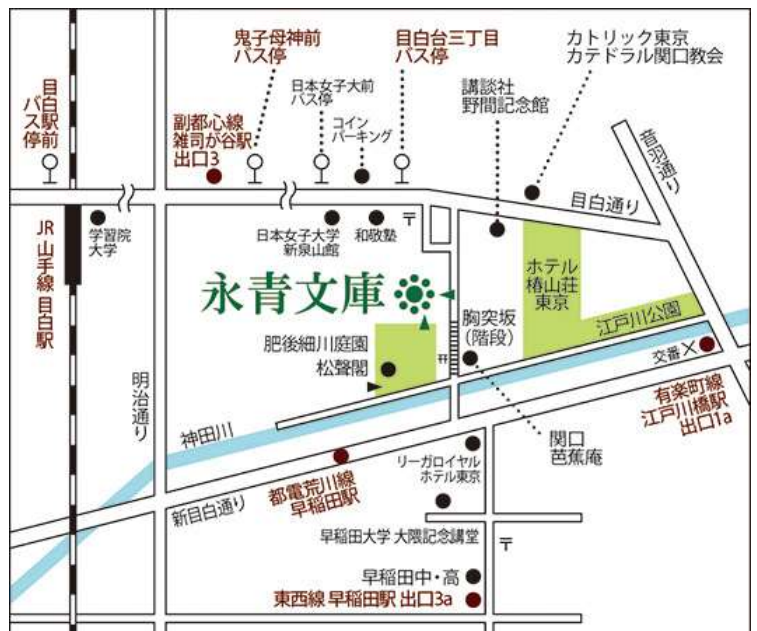 目白駅前
バス停
鬼子母神前
バス停
日本女子大前
バス停
コイン
パーキング
目白台三丁目
バス停
講談社
野間記念館
カトリック東京
カテドラル関口教会
副都心線
雑司が谷駅
出口3
音羽通り
目白通り
JR 山手線 目白駅
学習院
大学
日本女子大学
新泉山館
和敬塾
〒
永青文庫
ホテル
椿山荘
東京
江戸川公園
胸突坂
(階段)
肥後細川庭園
松聲閣
交番
明治通り
神田川
有楽町線
江戸川橋駅
出口1a
関口
芭蕉庵
リーガロイヤル
ホテル東京
都電荒川線
早稲田駅
新目白通り
早稲田大学 大隈記念講堂
〒
早稲田中・高
東西線 早稲田駅 出口3a